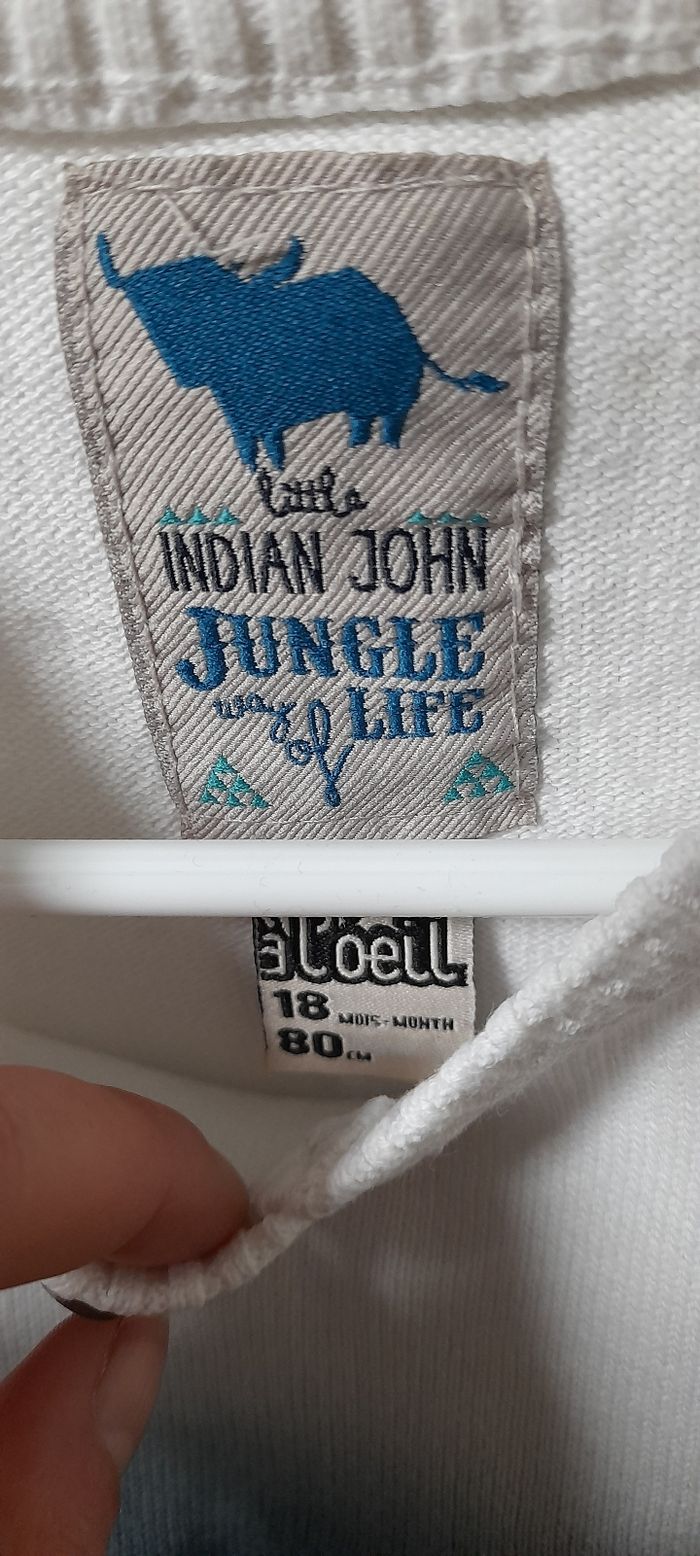 little
INDIAN JOHN
JUNGLE
way of LIFE
18 MOIS-MONTH
80 CM